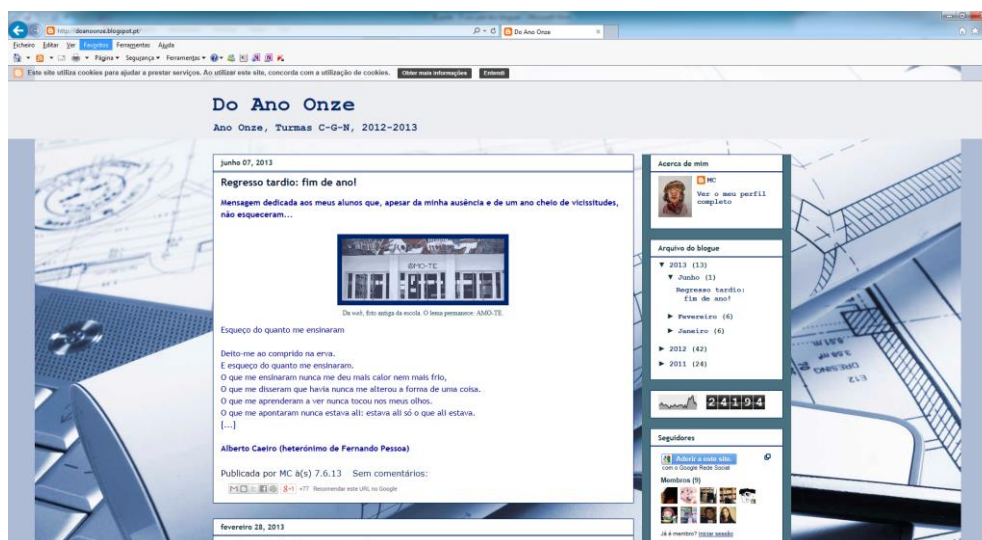 http://doanoonze.blogspot.pt/
Do Ano Onze
Ficheiro Editar Ver Favoritos Ferramentas Ajuda
Página Segurança Ferramentas
Este site utiliza cookies para ajudar a prestar serviços. Ao utilizar este site, concorda com a utilização de cookies. Obter mais informações Entendi
Do Ano Onze
Ano Onze, Turmas C-G-N, 2012-2013
junho 07, 2013
Regresso tardio: fim de ano!
Mensagem dedicada aos meus alunos que, apesar da minha ausência e de um ano cheio de vicissitudes,
não esqueceram...
AMO-TE
Da web, foto antiga da escola. O lema permanece: AMO-TE.
Esqueço do quanto me ensinaram
Deito-me ao comprido na erva.
E esqueço do quanto me ensinaram.
O que me ensinaram nunca me deu mais calor nem mais frio,
O que me disseram que havia nunca me alterou a forma de uma coisa.
O que me aprenderam a ver nunca tocou nos meus olhos.
O que me apontaram nunca estava ali: estava ali só o que ali estava.
[...]
Alberto Caeiro (heterónimo de Fernando Pessoa)
Publicada por MC à(s) 7.6.13 Sem comentários:
+77 Recomendar este URL no Google
fevereiro 28, 2013
Acerca de mim
MC
Ver o meu perfil
completo
Arquivo do blogue
▼ 2013 (13)
▼ Junho (1)
Regresso tardio:
fim de ano!
► Fevereiro (6)
► Janeiro (6)
► 2012 (42)
► 2011 (24)
24194
Seguidores
Aderir a este site.
com o Google Rede Social
Membros (9)
Já é membro? Iniciar sessão